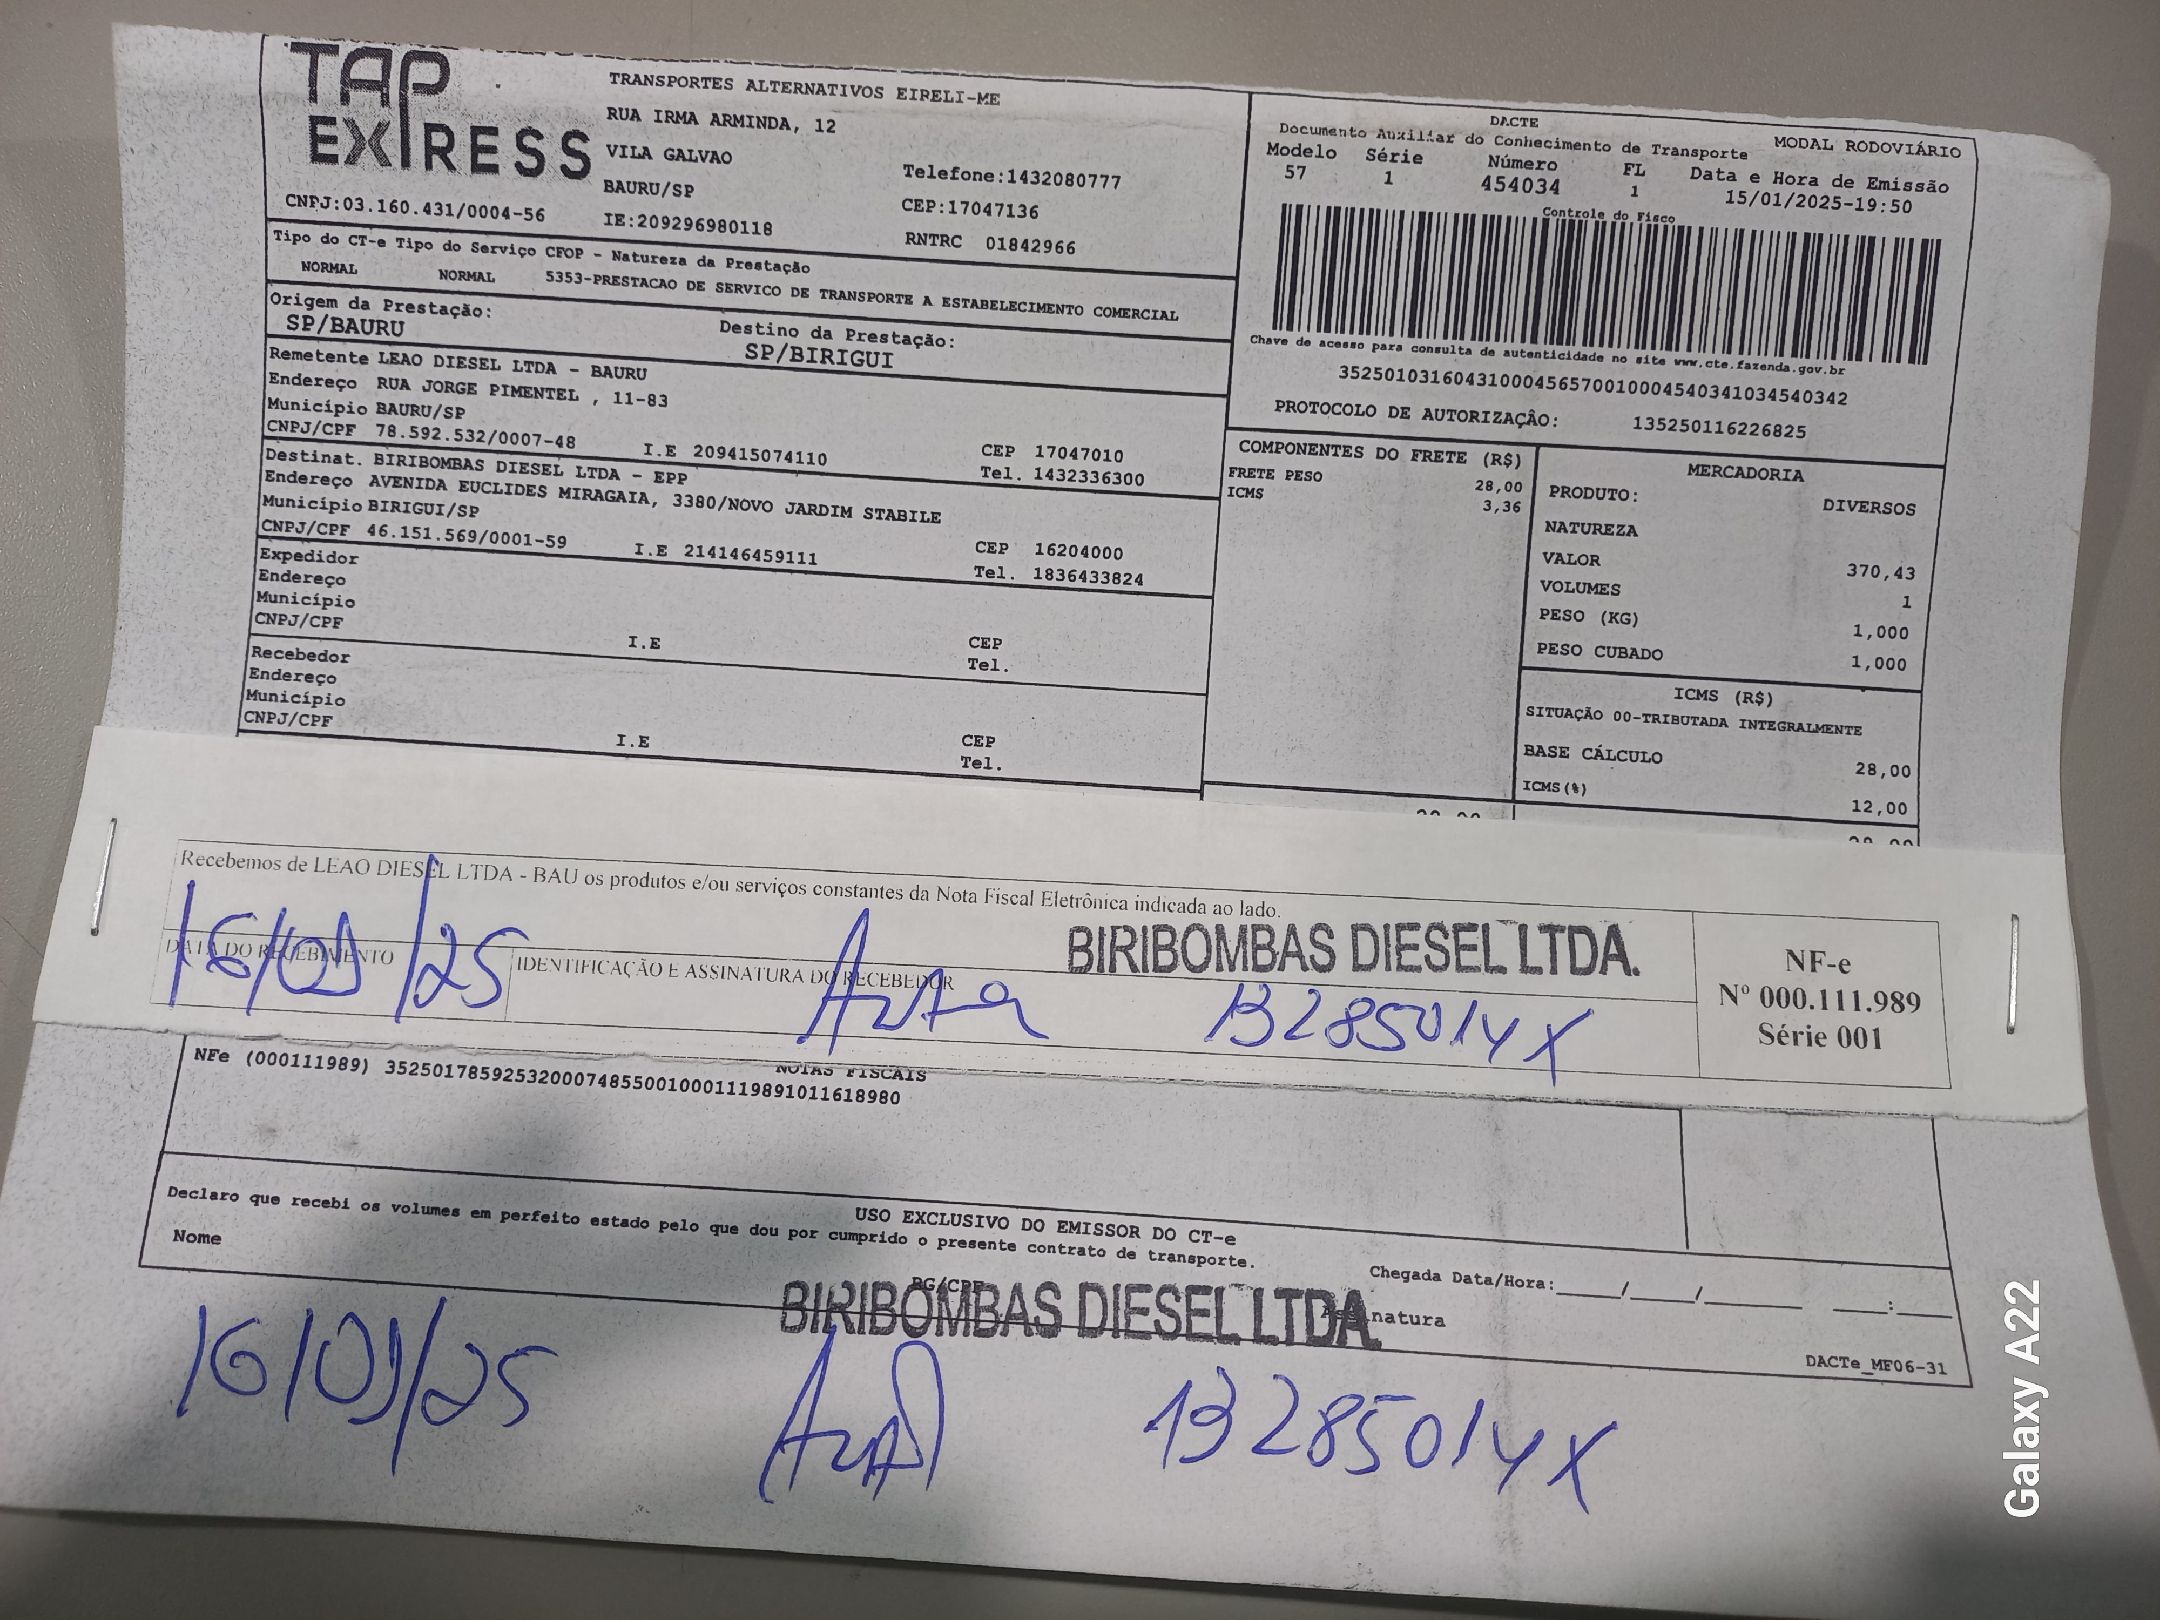 TAP EXPRESS
TRANSPORTES ALTERNATIVOS EIRELI-ME
RUA IRMA ARMINDA, 12
VILA GALVAO
BAURU/SP
Telefone:1432080777
CEP:17047136
CNPJ:03.160.431/0004-56
IE:209296980118
RNTRC 01842966
DACTE
Documento Auxiliar do Conhecimento de Transporte
MODAL RODOVIÁRIO
Modelo Série Número FL Data e Hora de Emissão
57 1 454034 1 15/01/2025-19:50
Controle do Fisco
Chave de acesso para consulta de autenticidade no site www.cte.fazenda.gov.br
35250103160431000456570010004540341034540342
PROTOCOLO DE AUTORIZAÇÃO: 135250116226825
Tipo do CT-e Tipo do Serviço CFOP - Natureza da Prestação
NORMAL NORMAL 5353-PRESTACAO DE SERVICO DE TRANSPORTE A ESTABELECIMENTO COMERCIAL
Origem da Prestação: Destino da Prestação:
SP/BAURU SP/BIRIGUI
Remetente LEAO DIESEL LTDA - BAURU
Endereço RUA JORGE PIMENTEL , 11-83
Município BAURU/SP CEP 17047010
CNPJ/CPF 78.592.532/0007-48 I.E 209415074110 Tel. 1432336300
Destinat. BIRIBOMBAS DIESEL LTDA - EPP
Endereço AVENIDA EUCLIDES MIRAGAIA, 3380/NOVO JARDIM STABILE
Município BIRIGUI/SP CEP 16204000
CNPJ/CPF 46.151.569/0001-59 I.E 214146459111 Tel. 1836433824
Expedidor
Endereço
Município CEP
CNPJ/CPF I.E Tel.
Recebedor
Endereço
Município CEP
CNPJ/CPF I.E Tel.
COMPONENTES DO FRETE (R$)
FRETE PESO 28,00
ICMS 3,36
MERCADORIA
PRODUTO: DIVERSOS
NATUREZA
VALOR 370,43
VOLUMES 1
PESO (KG) 1,000
PESO CUBADO 1,000
ICMS (R$)
SITUAÇÃO 00-TRIBUTADA INTEGRALMENTE
BASE CÁLCULO 28,00
ICMS(%) 12,00
Recebemos de LEAO DIESEL LTDA - BAU os produtos e/ou serviços constantes da Nota Fiscal Eletrônica indicada ao lado.
DATA DO RECEBIMENTO
16/01/25
IDENTIFICAÇÃO E ASSINATURA DO RECEBEDOR
BIRIBOMBAS DIESEL LTDA.
13285014X
NF-e
Nº 000.111.989
Série 001
NOTAS FISCAIS
NFe (000111989) 35250178592532000748550010001119891011618980
USO EXCLUSIVO DO EMISSOR DO CT-e
Declaro que recebi os volumes em perfeito estado pelo que dou por cumprido o presente contrato de transporte.
Nome RG/CPF
Chegada Data/Hora:____/____/______ ____:____
BIRIBOMBAS DIESEL LTDA.
natura
DACTe_MF06-31
16/01/25
13285014X
Galaxy A22